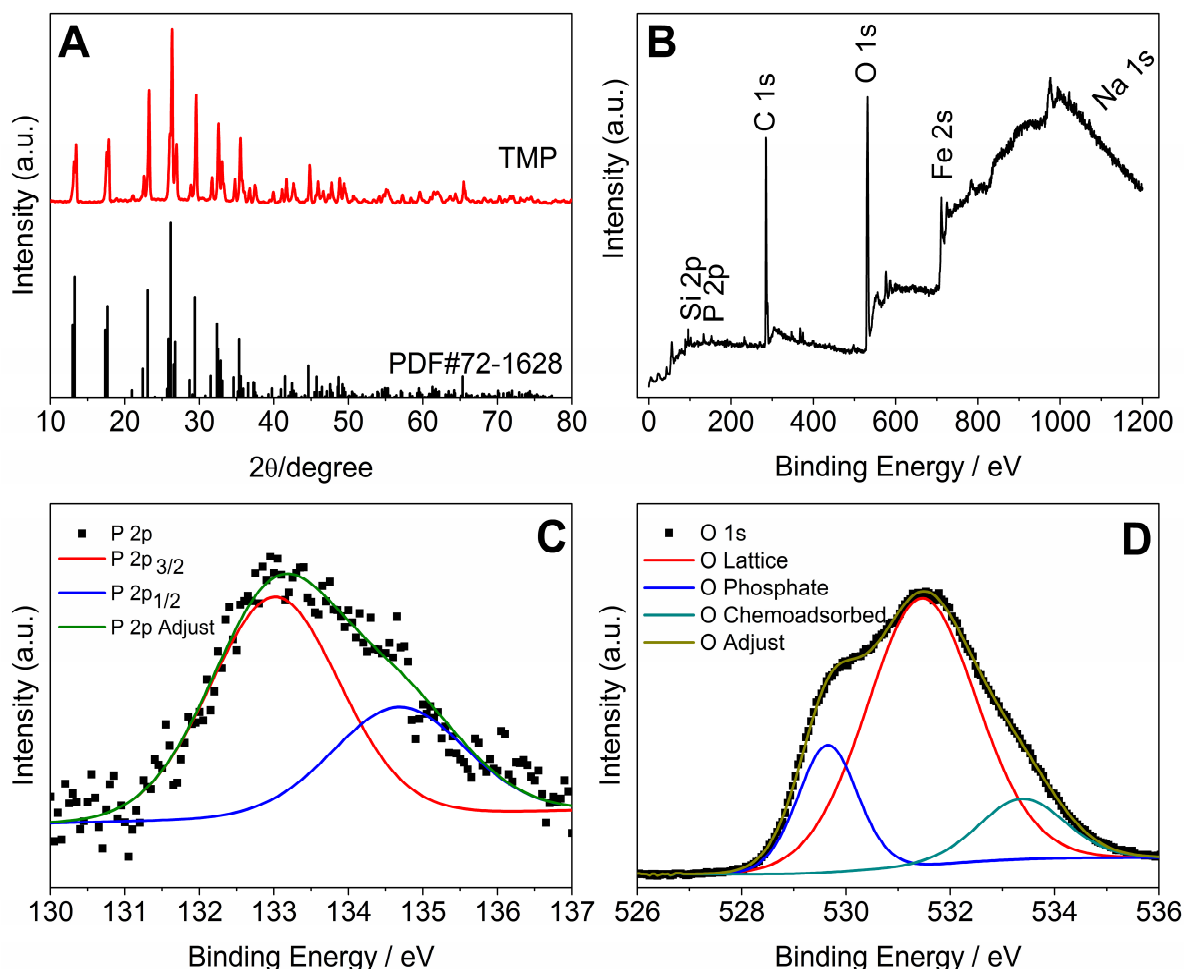 A
Intensity (a.u.)
TMP
PDF#72-1628
10 20 30 40 50 60 70 80
2θ/degree
B
Intensity (a.u.)
Si 2p
P 2p
C 1s
O 1s
Fe 2s
Na 1s
0 200 400 600 800 1000 1200
Binding Energy / eV
C
Intensity (a.u.)
P 2p
P 2p3/2
P 2p1/2
P 2p Adjust
130 131 132 133 134 135 136 137
Binding Energy / eV
D
Intensity (a.u.)
O 1s
O Lattice
O Phosphate
O Chemoadsorbed
O Adjust
526 528 530 532 534 536
Binding Energy / eV